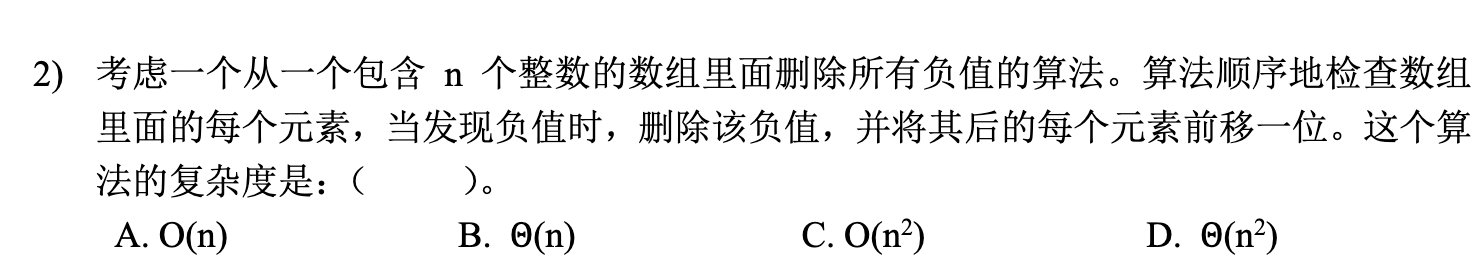 2) 考虑一个从一个包含 n 个整数的数组里面删除所有负值的算法。算法顺序地检查数组
里面的每个元素，当发现负值时，删除该负值，并将其后的每个元素前移一位。这个算
法的复杂度是：（ ）。
A. O(n) B. Θ(n) C. O(n²) D. Θ(n²)